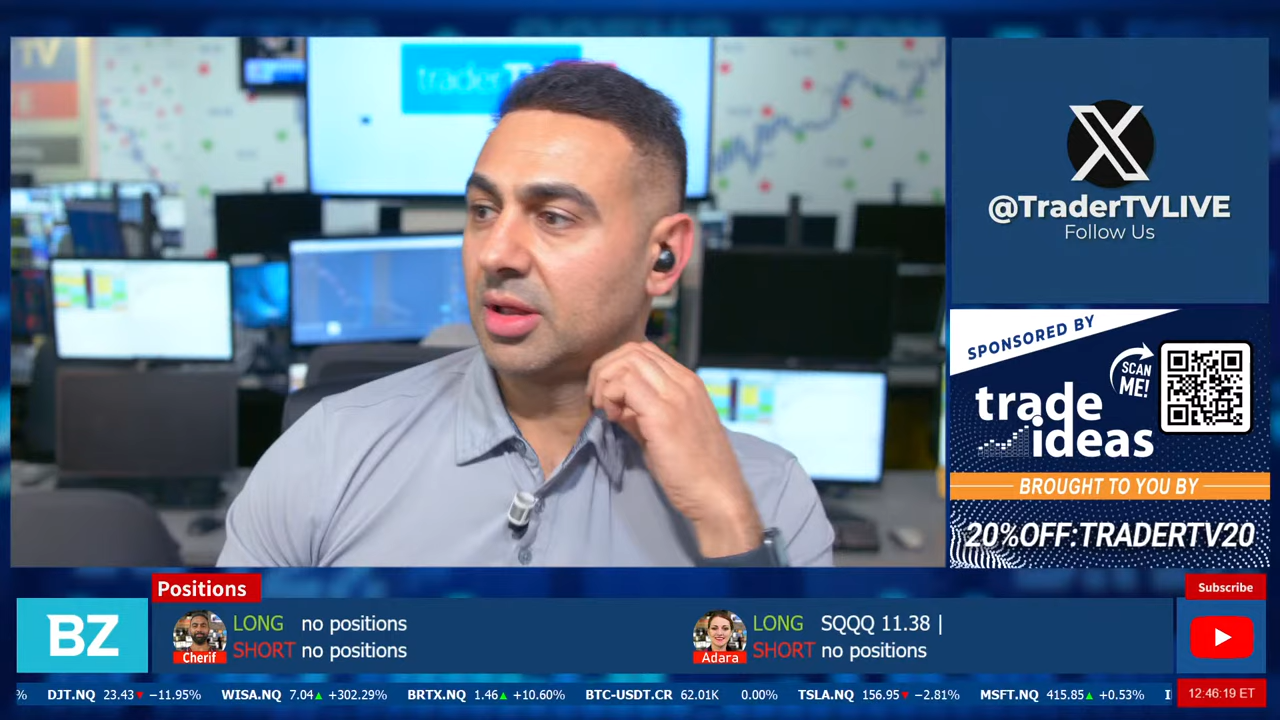 traderTV
TV
@TraderTVLIVE
Follow Us
SPONSORED BY
SCAN
ME!
trade
ideas
BROUGHT TO YOU BY
20%OFF:TRADERTV20
Positions
Subscribe
BZ
Cherif
LONG no positions
SHORT no positions
Adara
LONG SQQQ 11.38 |
SHORT no positions
% DJT.NQ 23.43▼ −11.95% WISA.NQ 7.04▲ +302.29% BRTX.NQ 1.46▲ +10.60% BTC-USDT.CR 62.01K 0.00% TSLA.NQ 156.95▼ −2.81% MSFT.NQ 415.85▲ +0.53%
12:46:19 ET